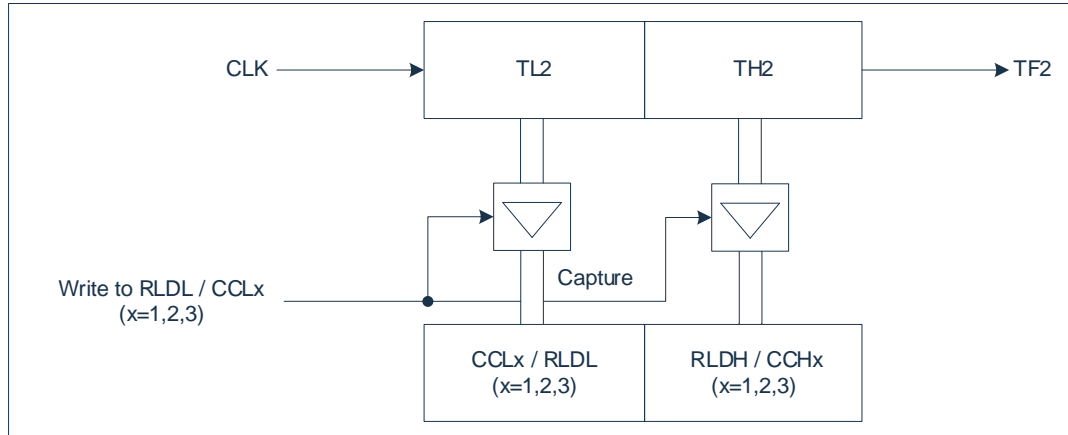 CLK
TL2
TH2
TF2
Write to RLDL / CCLx
(x=1,2,3)
Capture
CCLx / RLDL
(x=1,2,3)
RLDH / CCHx
(x=1,2,3)